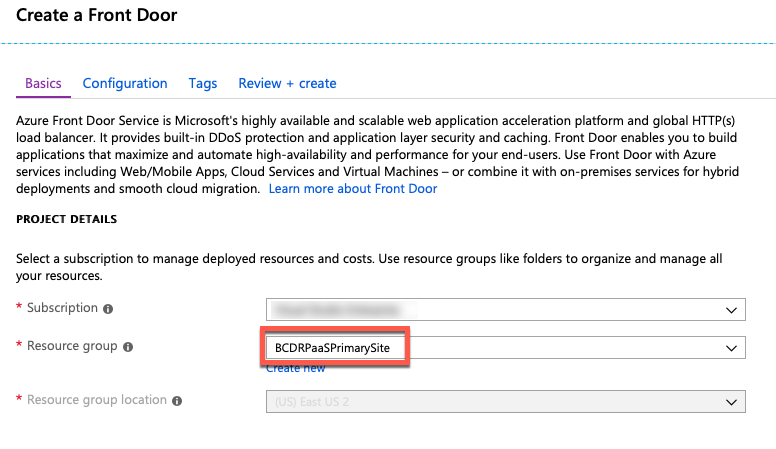 Create a Front Door
Basics Configuration Tags Review + create
Azure Front Door Service is Microsoft's highly available and scalable web application acceleration platform and global HTTP(s)
load balancer. It provides built-in DDoS protection and application layer security and caching. Front Door enables you to build
applications that maximize and automate high-availability and performance for your end-users. Use Front Door with Azure
services including Web/Mobile Apps, Cloud Services and Virtual Machines – or combine it with on-premises services for hybrid
deployments and smooth cloud migration. Learn more about Front Door
PROJECT DETAILS
Select a subscription to manage deployed resources and costs. Use resource groups like folders to organize and manage all
your resources.
* Subscription
* Resource group BCDRPaaSPrimarySite
Create new
* Resource group location (US) East US 2